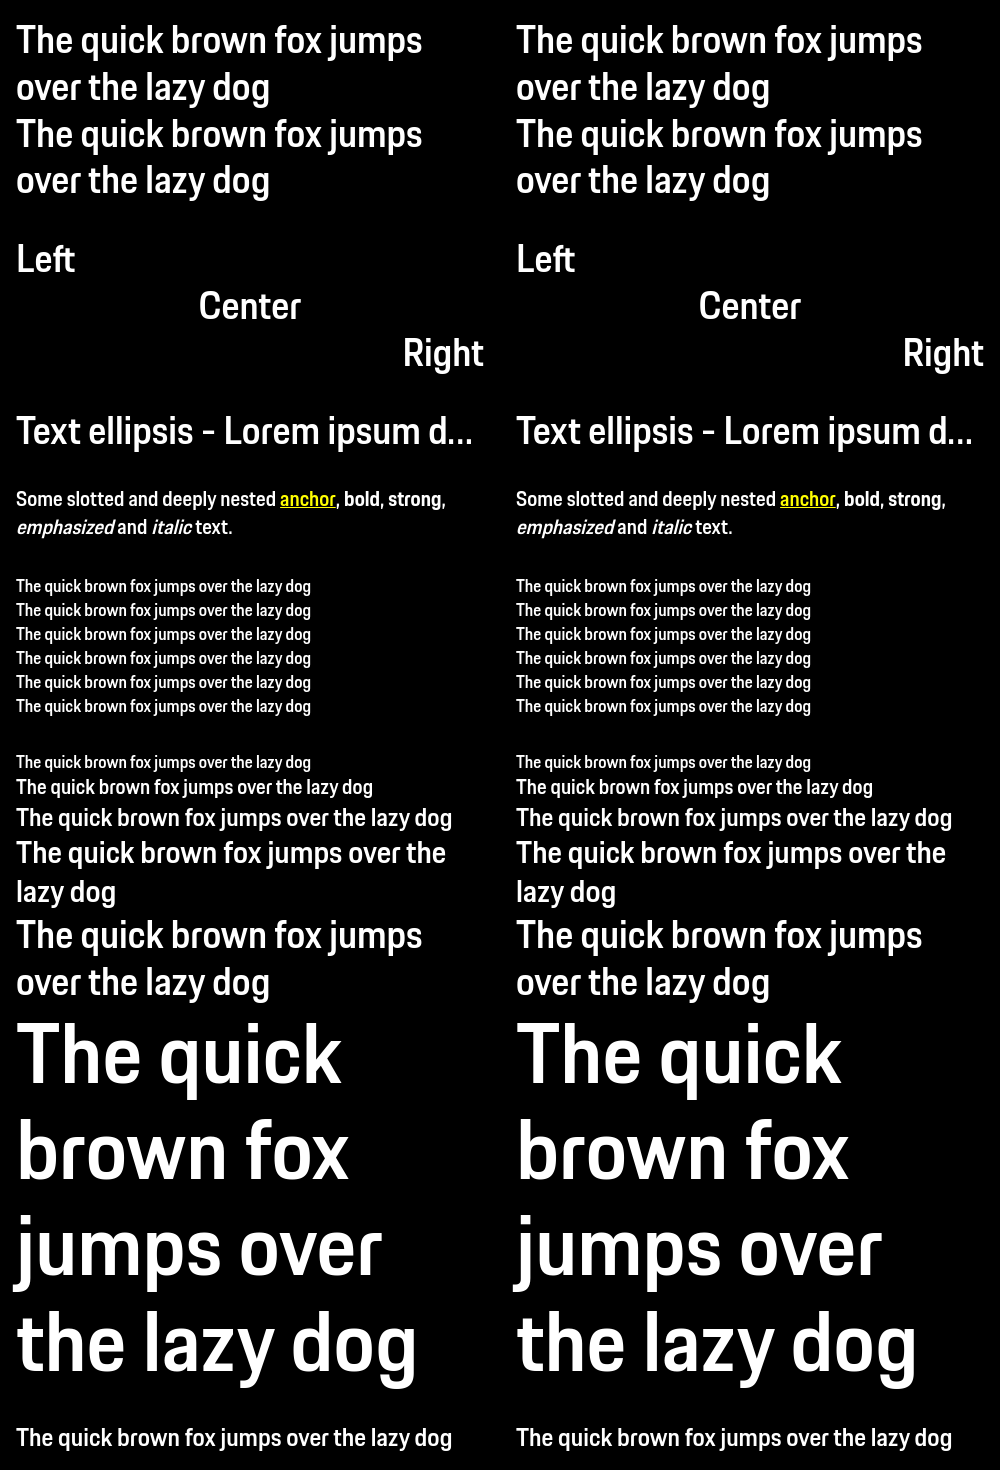 The quick brown fox jumps
over the lazy dog
The quick brown fox jumps
over the lazy dog
Left
Center
Right
Text ellipsis - Lorem ipsum d...
Some slotted and deeply nested anchor, bold, strong,
emphasized and italic text.
The quick brown fox jumps over the lazy dog
The quick brown fox jumps over the lazy dog
The quick brown fox jumps over the lazy dog
The quick brown fox jumps over the lazy dog
The quick brown fox jumps over the lazy dog
The quick brown fox jumps over the lazy dog
The quick brown fox jumps over the lazy dog
The quick brown fox jumps over the lazy dog
The quick brown fox jumps over the lazy dog
The quick brown fox jumps over the
lazy dog
The quick brown fox jumps
over the lazy dog
The quick
brown fox
jumps over
the lazy dog
The quick brown fox jumps over the lazy dog
The quick brown fox jumps
over the lazy dog
The quick brown fox jumps
over the lazy dog
Left
Center
Right
Text ellipsis - Lorem ipsum d...
Some slotted and deeply nested anchor, bold, strong,
emphasized and italic text.
The quick brown fox jumps over the lazy dog
The quick brown fox jumps over the lazy dog
The quick brown fox jumps over the lazy dog
The quick brown fox jumps over the lazy dog
The quick brown fox jumps over the lazy dog
The quick brown fox jumps over the lazy dog
The quick brown fox jumps over the lazy dog
The quick brown fox jumps over the lazy dog
The quick brown fox jumps over the lazy dog
The quick brown fox jumps over the
lazy dog
The quick brown fox jumps
over the lazy dog
The quick
brown fox
jumps over
the lazy dog
The quick brown fox jumps over the lazy dog